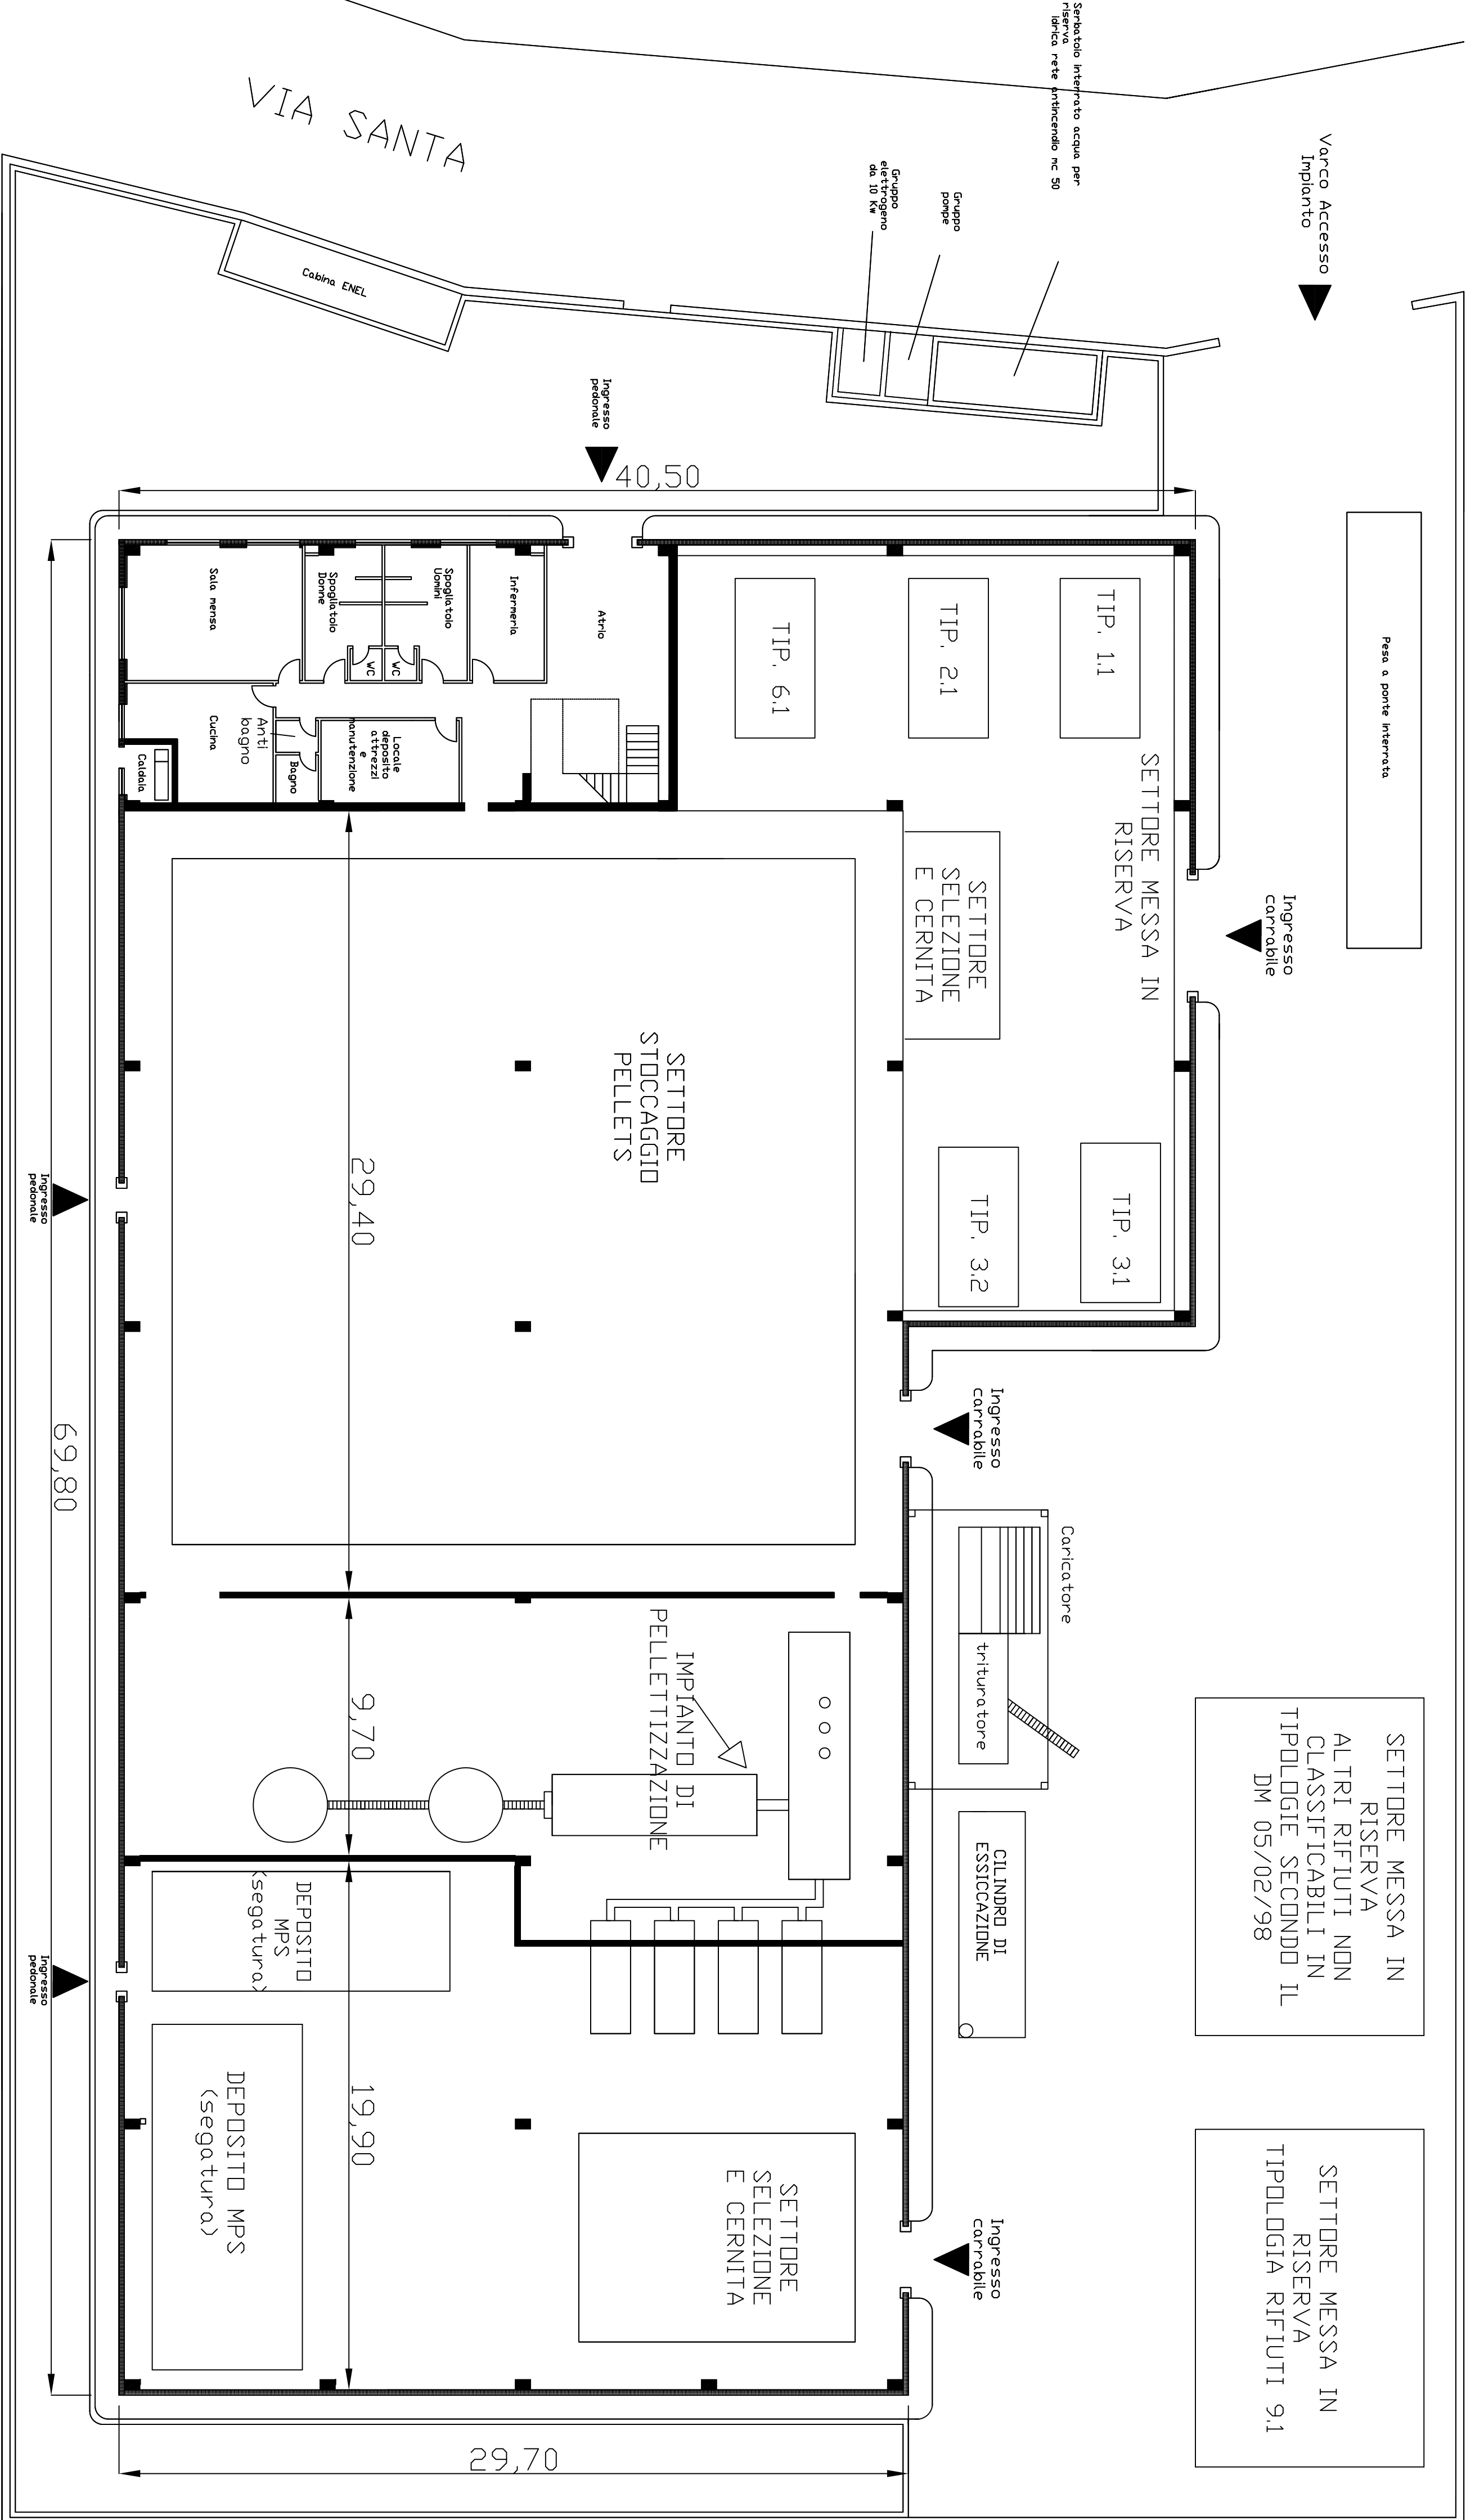 VIA SANTA
Serbatoio interrato acqua per
riserva
idrica rete antincendio mc 50
Varco Accesso
Impianto
Gruppo
elettrogeno
da 10 Kw
Gruppo
pompe
Cabina ENEL
Ingresso
pedonale
40,50
Pesa a ponte interrata
Sala mensa
Spogliatoio
Donne
Spogliatoio
Uomini
Infermeria
Atrio
WC
WC
Cucina
Anti
bagno
Bagno
Caldaia
Locale
deposito
attrezzi
e
manutenzione
TIP. 6.1
TIP. 2.1
TIP. 1.1
SETTORE MESSA IN
RISERVA
SETTORE
SELEZIONE
E CERNITA
Ingresso
carrabile
SETTORE
STOCCAGGIO
PELLETS
29,40
TIP. 3.2
TIP. 3.1
Ingresso
pedonale
69,80
Ingresso
carrabile
Caricatore
trituratore
IMPIANTO DI
PELLETTIZZAZIONE
9,70
CILINDRO DI
ESSICCAZIONE
SETTORE MESSA IN
RISERVA
ALTRI RIFIUTI NON
CLASSIFICABILI IN
TIPOLOGIE SECONDO IL
DM 05/02/98
DEPOSITO
MPS
(segatura)
Ingresso
pedonale
DEPOSITO MPS
(segatura)
19,90
SETTORE
SELEZIONE
E CERNITA
Ingresso
carrabile
SETTORE MESSA IN
RISERVA
TIPOLOGIA RIFIUTI 9.1
29,70